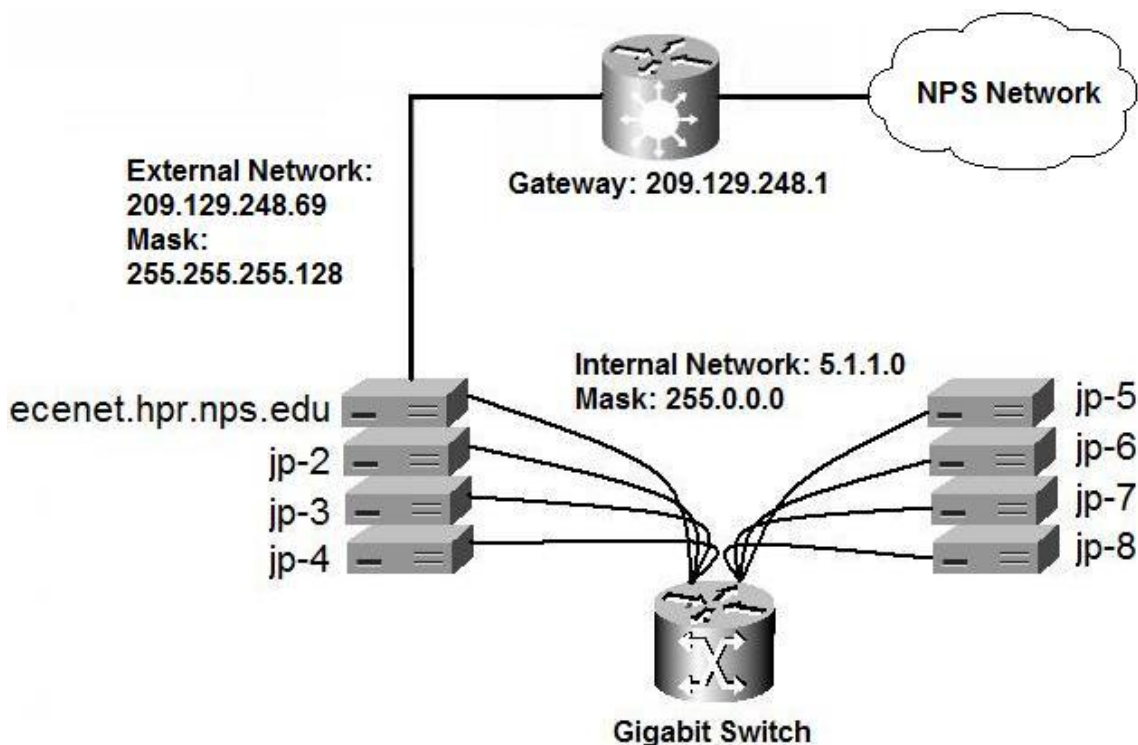 NPS Network
Gateway: 209.129.248.1
External Network:
209.129.248.69
Mask:
255.255.255.128
Internal Network: 5.1.1.0
Mask: 255.0.0.0
ecenet.hpr.nps.edu
jp-2
jp-3
jp-4
jp-5
jp-6
jp-7
jp-8
Gigabit Switch